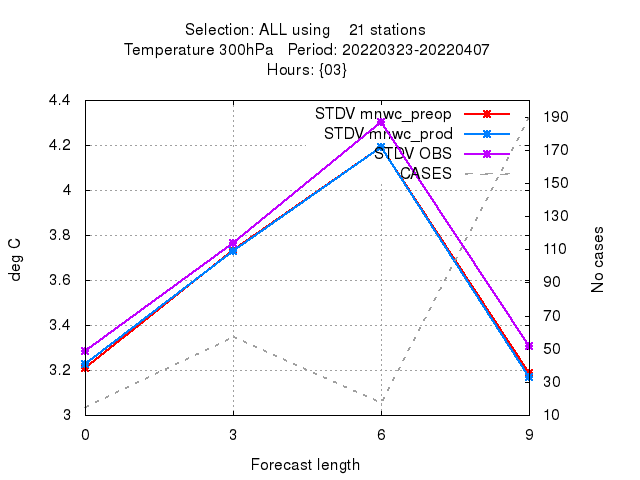 Selection: ALL using    21 stations
Temperature 300hPa   Period: 20220323-20220407
Hours: {03}
STDV mnwc_preop
STDV mnwc_prod
STDV OBS
CASES
4.4
4.2
4
3.8
3.6
3.4
3.2
3
deg C
190
170
150
130
110
90
70
50
30
10
No cases
0 3 6 9
Forecast length